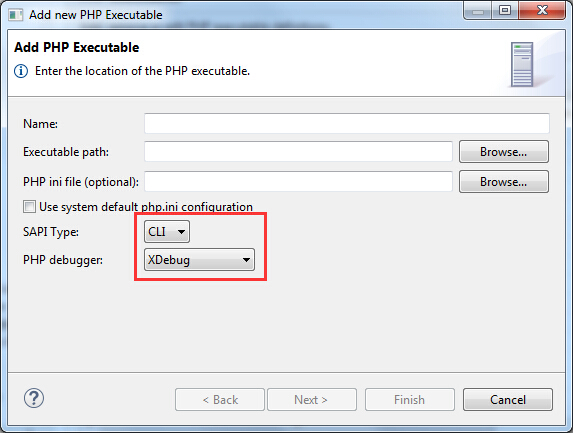 Add new PHP Executable
Add PHP Executable
Enter the location of the PHP executable.
Name:
Executable path:
Browse...
PHP ini file (optional):
Browse...
Use system default php.ini configuration
SAPI Type:
CLI
PHP debugger:
XDebug
< Back
Next >
Finish
Cancel